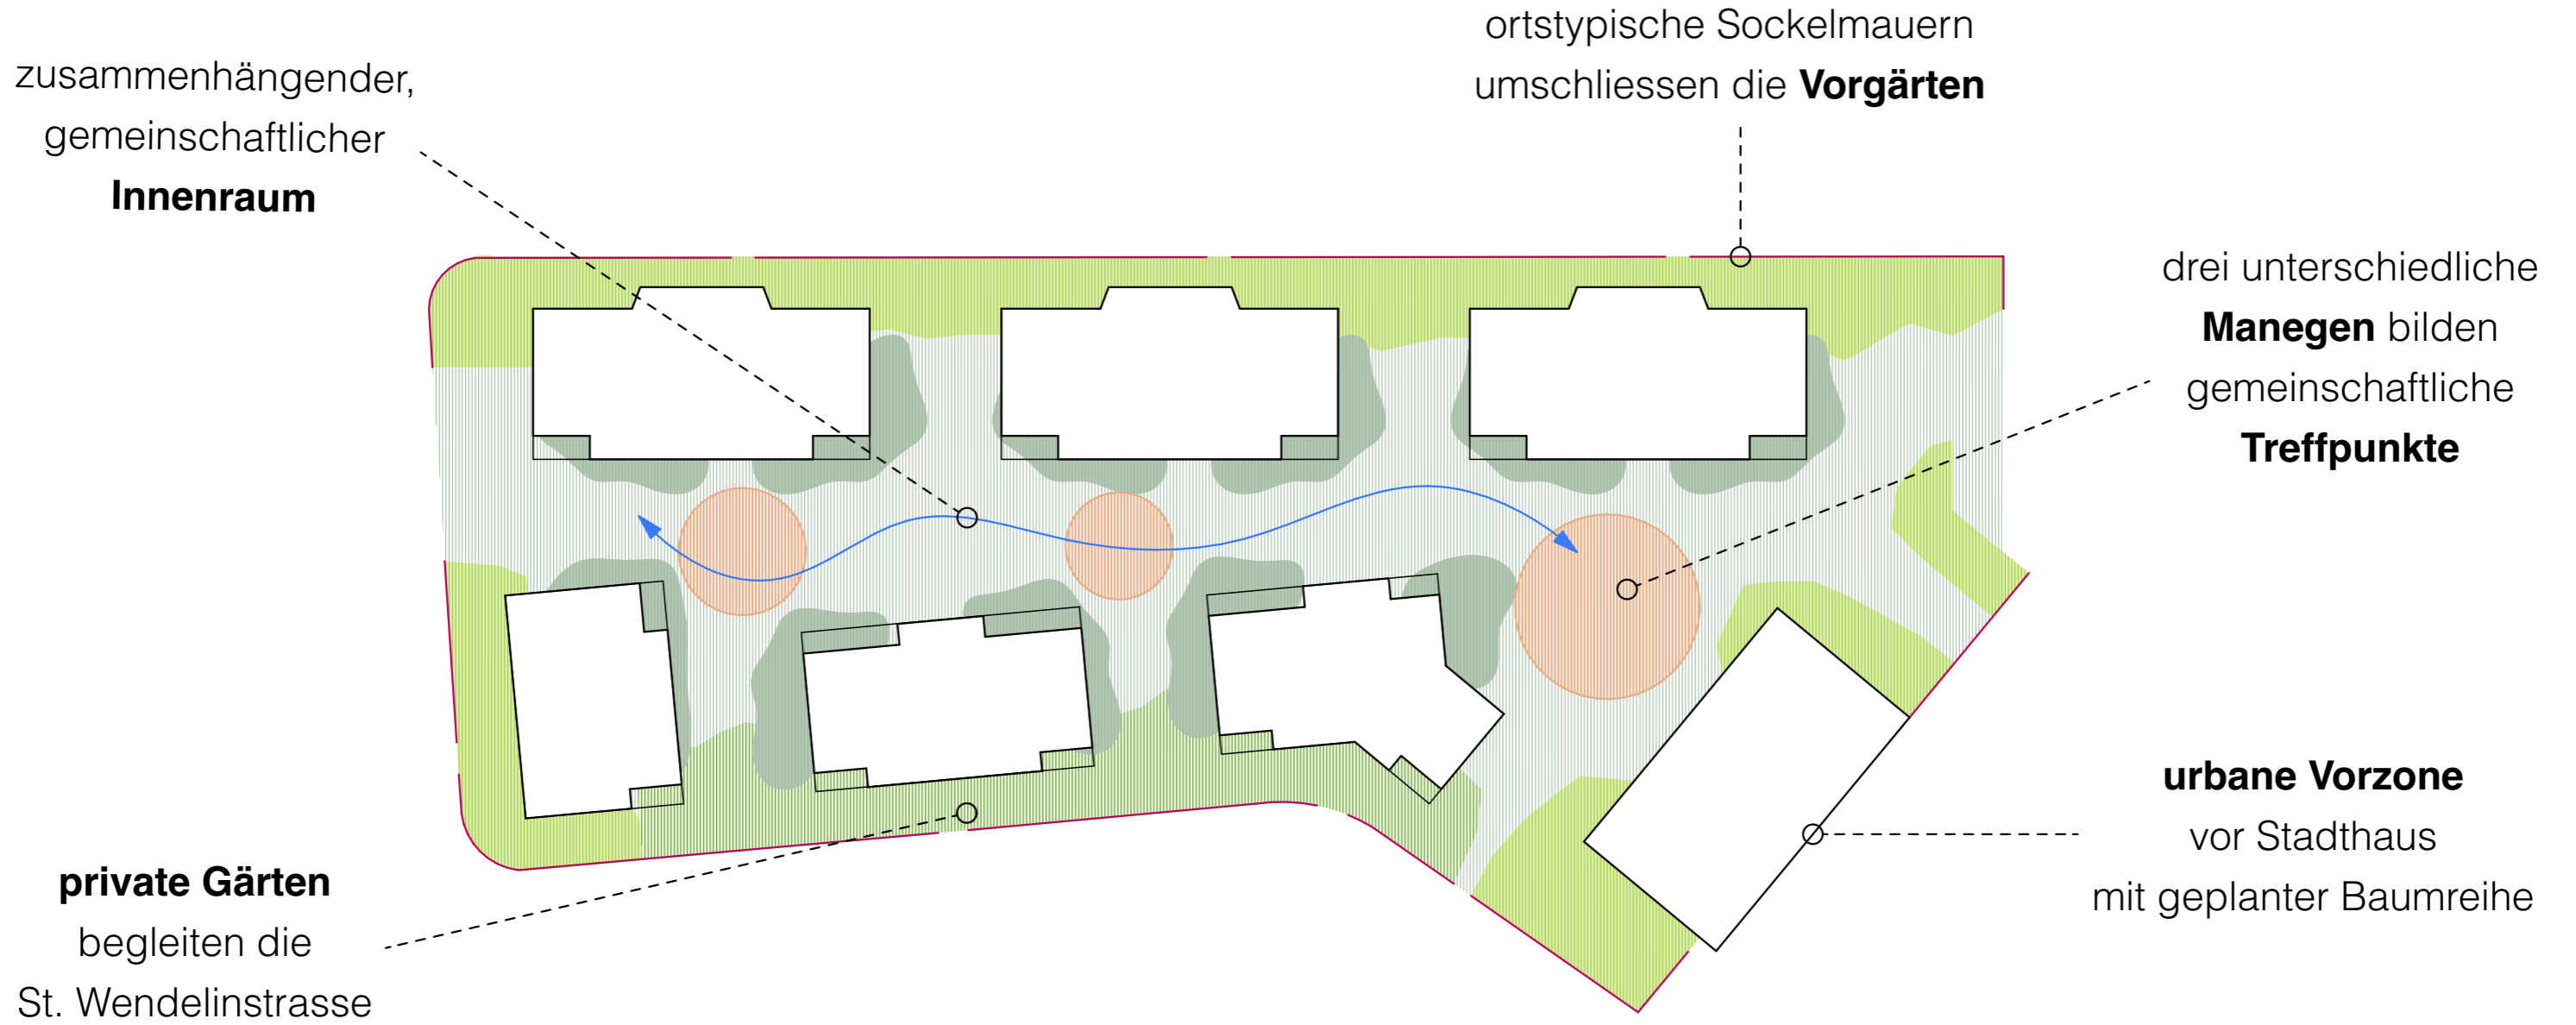 zusammenhängender,
gemeinschaftlicher
Innenraum
ortstypische Sockelmauern
umschliessen die Vorgärten
drei unterschiedliche
Manegen bilden
gemeinschaftliche
Treffpunkte
urbane Vorzone
vor Stadthaus
mit geplanter Baumreihe
private Gärten
begleiten die
St. Wendelinstrasse